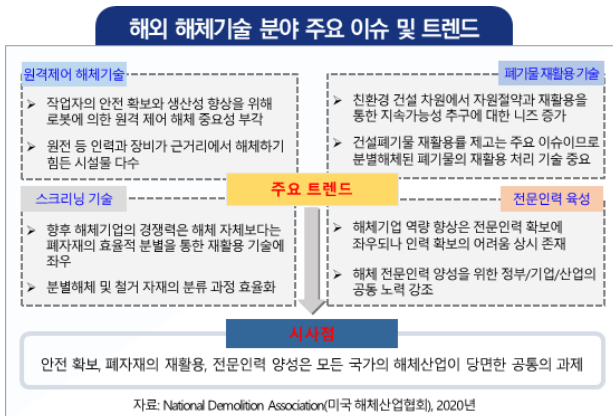 해외 해체기술 분야 주요 이슈 및 트렌드
원격제어 해체기술
➤ 작업자의 안전 확보와 생산성 향상을 위해
로봇에 의한 원격 제어 해체 중요성 부각
➤ 원전 등 인력과 장비가 근거리에서 해체하기
힘든 시설물 다수
폐기물 재활용 기술
➤ 친환경 건설 차원에서 자원절약과 재활용을
통한 지속가능성 추구에 대한 니즈 증가
➤ 건설폐기물 재활용률 제고는 주요 이슈이므로
분별해체된 폐기물의 재활용 처리 기술 중요
주요 트렌드
스크리닝 기술
➤ 향후 해체기업의 경쟁력은 해체 자체보다는
폐자재의 효율적 분별을 통한 재활용 기술에
좌우
➤ 분별해체 및 철거 자재의 분류 과정 효율화
전문인력 육성
➤ 해체기업 역량 향상은 전문인력 확보에
좌우되나 인력 확보의 어려움 상시 존재
➤ 해체 전문인력 양성을 위한 정부/기업/산업의
공동 노력 강조
시사점
안전 확보, 폐자재의 재활용, 전문인력 양성은 모든 국가의 해체산업이 당면한 공통의 과제
자료: National Demolition Association(미국 해체산업협회), 2020년